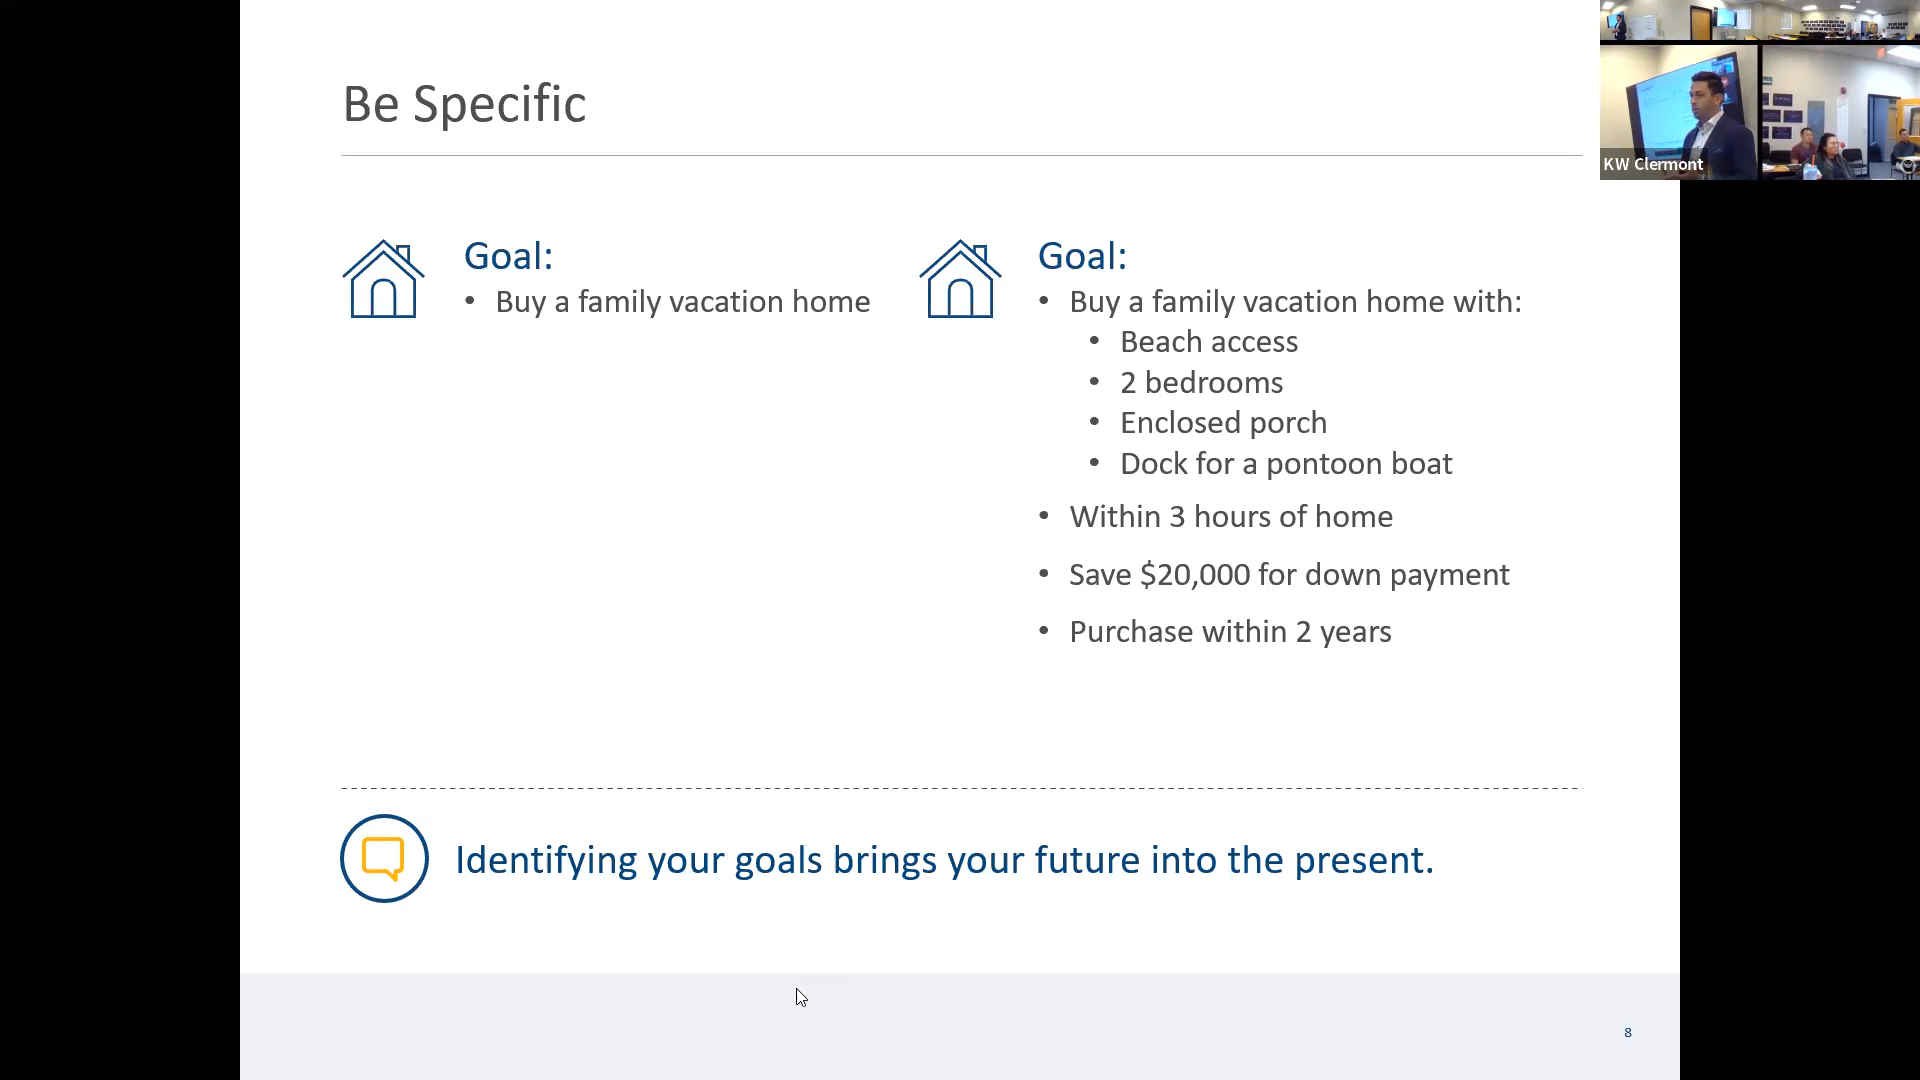 Be Specific
KW Clermont
Goal:
• Buy a family vacation home
Goal:
• Buy a family vacation home with:
• Beach access
• 2 bedrooms
• Enclosed porch
• Dock for a pontoon boat
• Within 3 hours of home
• Save $20,000 for down payment
• Purchase within 2 years
Identifying your goals brings your future into the present.
8